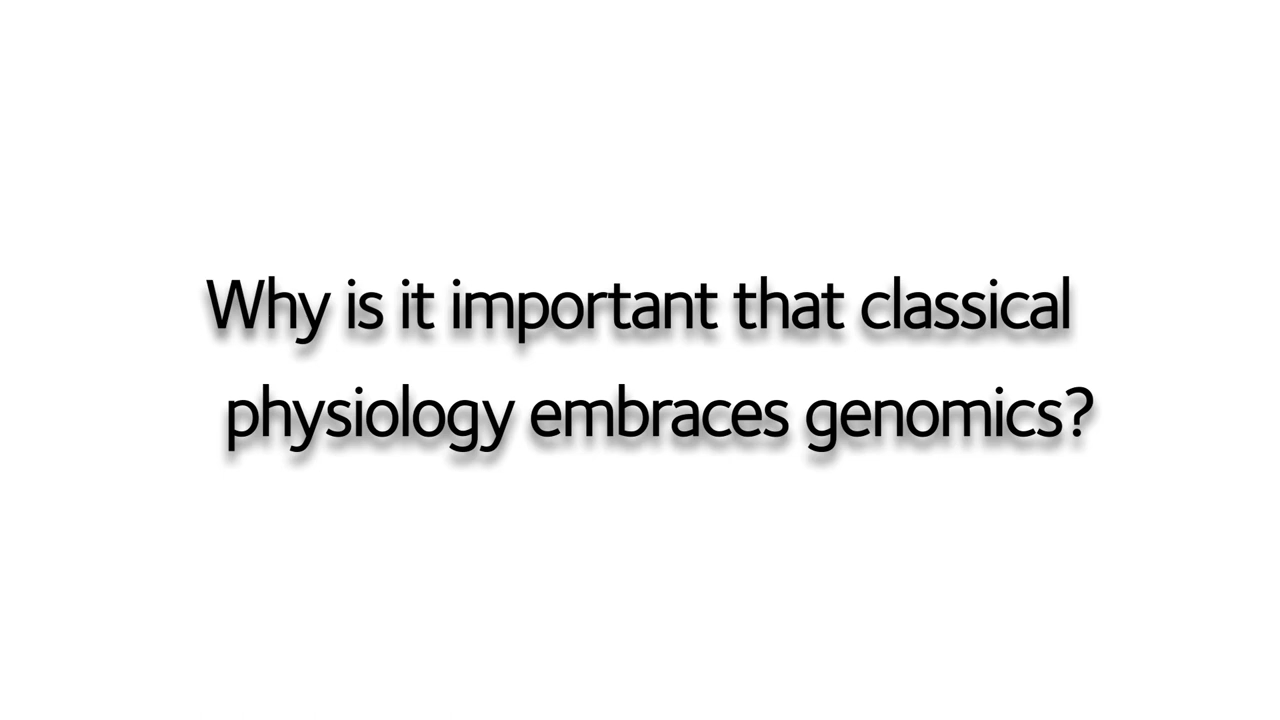 Why is it important that classical
physiology embraces genomics?